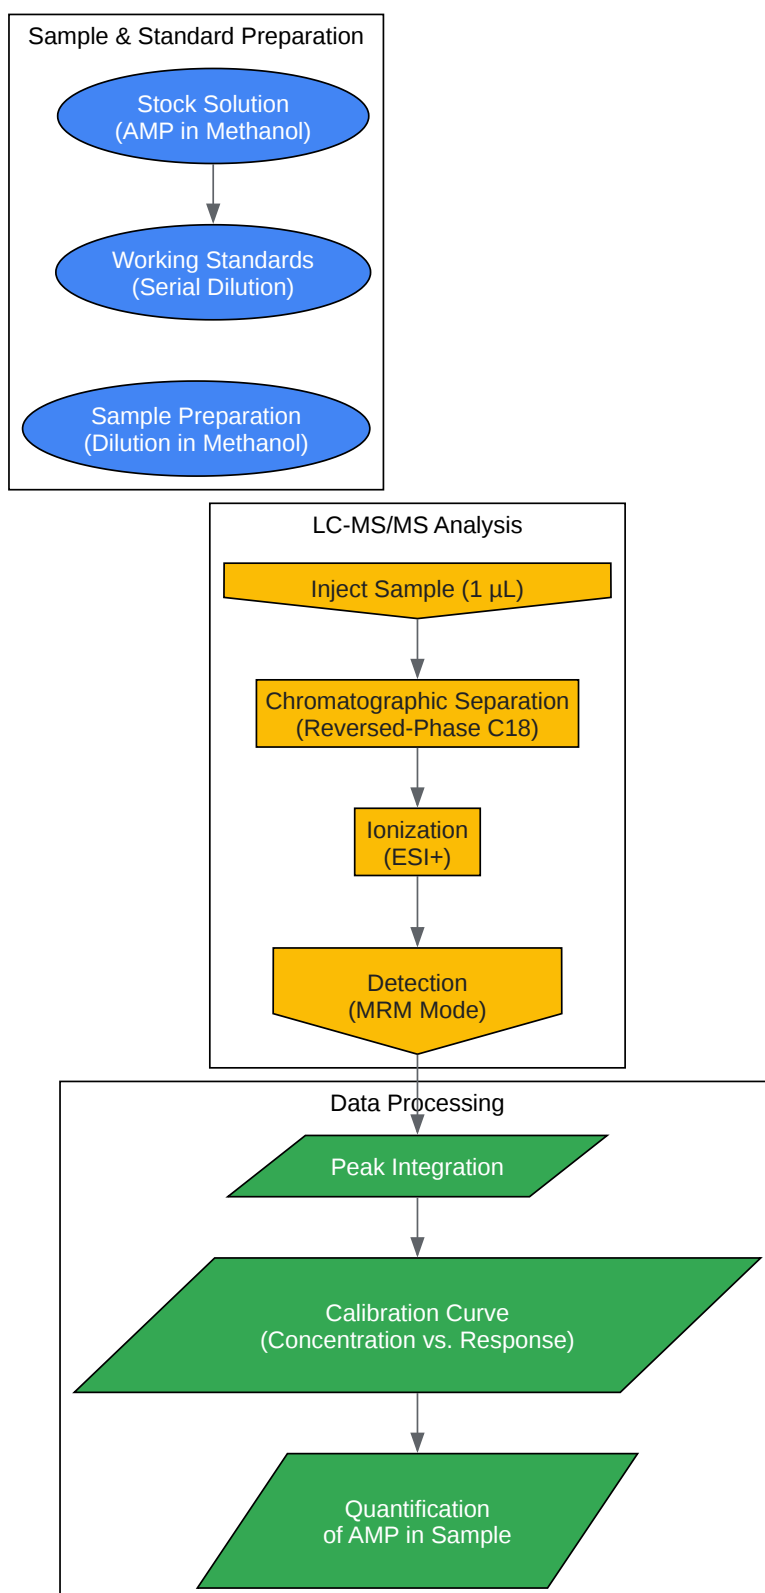 Sample & Standard Preparation
Stock Solution
(AMP in Methanol)
Working Standards
(Serial Dilution)
Sample Preparation
(Dilution in Methanol)
LC-MS/MS Analysis
Inject Sample (1 µL)
Chromatographic Separation
(Reversed-Phase C18)
Ionization
(ESI+)
Detection
(MRM Mode)
Data Processing
Peak Integration
Calibration Curve
(Concentration vs. Response)
Quantification
of AMP in Sample